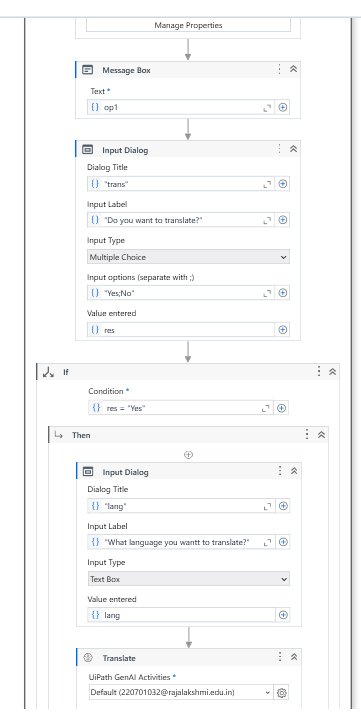 Manage Properties
Message Box
Text *
{ } op1
Input Dialog
Dialog Title
{ } "trans"
Input Label
{ } "Do you want to translate?"
Input Type
Multiple Choice
Input options (separate with ;)
{ } "Yes;No"
Value entered
{ } res
If
Condition *
{ } res = "Yes"
Then
Input Dialog
Dialog Title
{ } "lang"
Input Label
{ } "What language you wantt to translate?"
Input Type
Text Box
Value entered
{ } lang
Translate
UiPath GenAI Activities *
Default (220701032@rajalakshmi.edu.in)